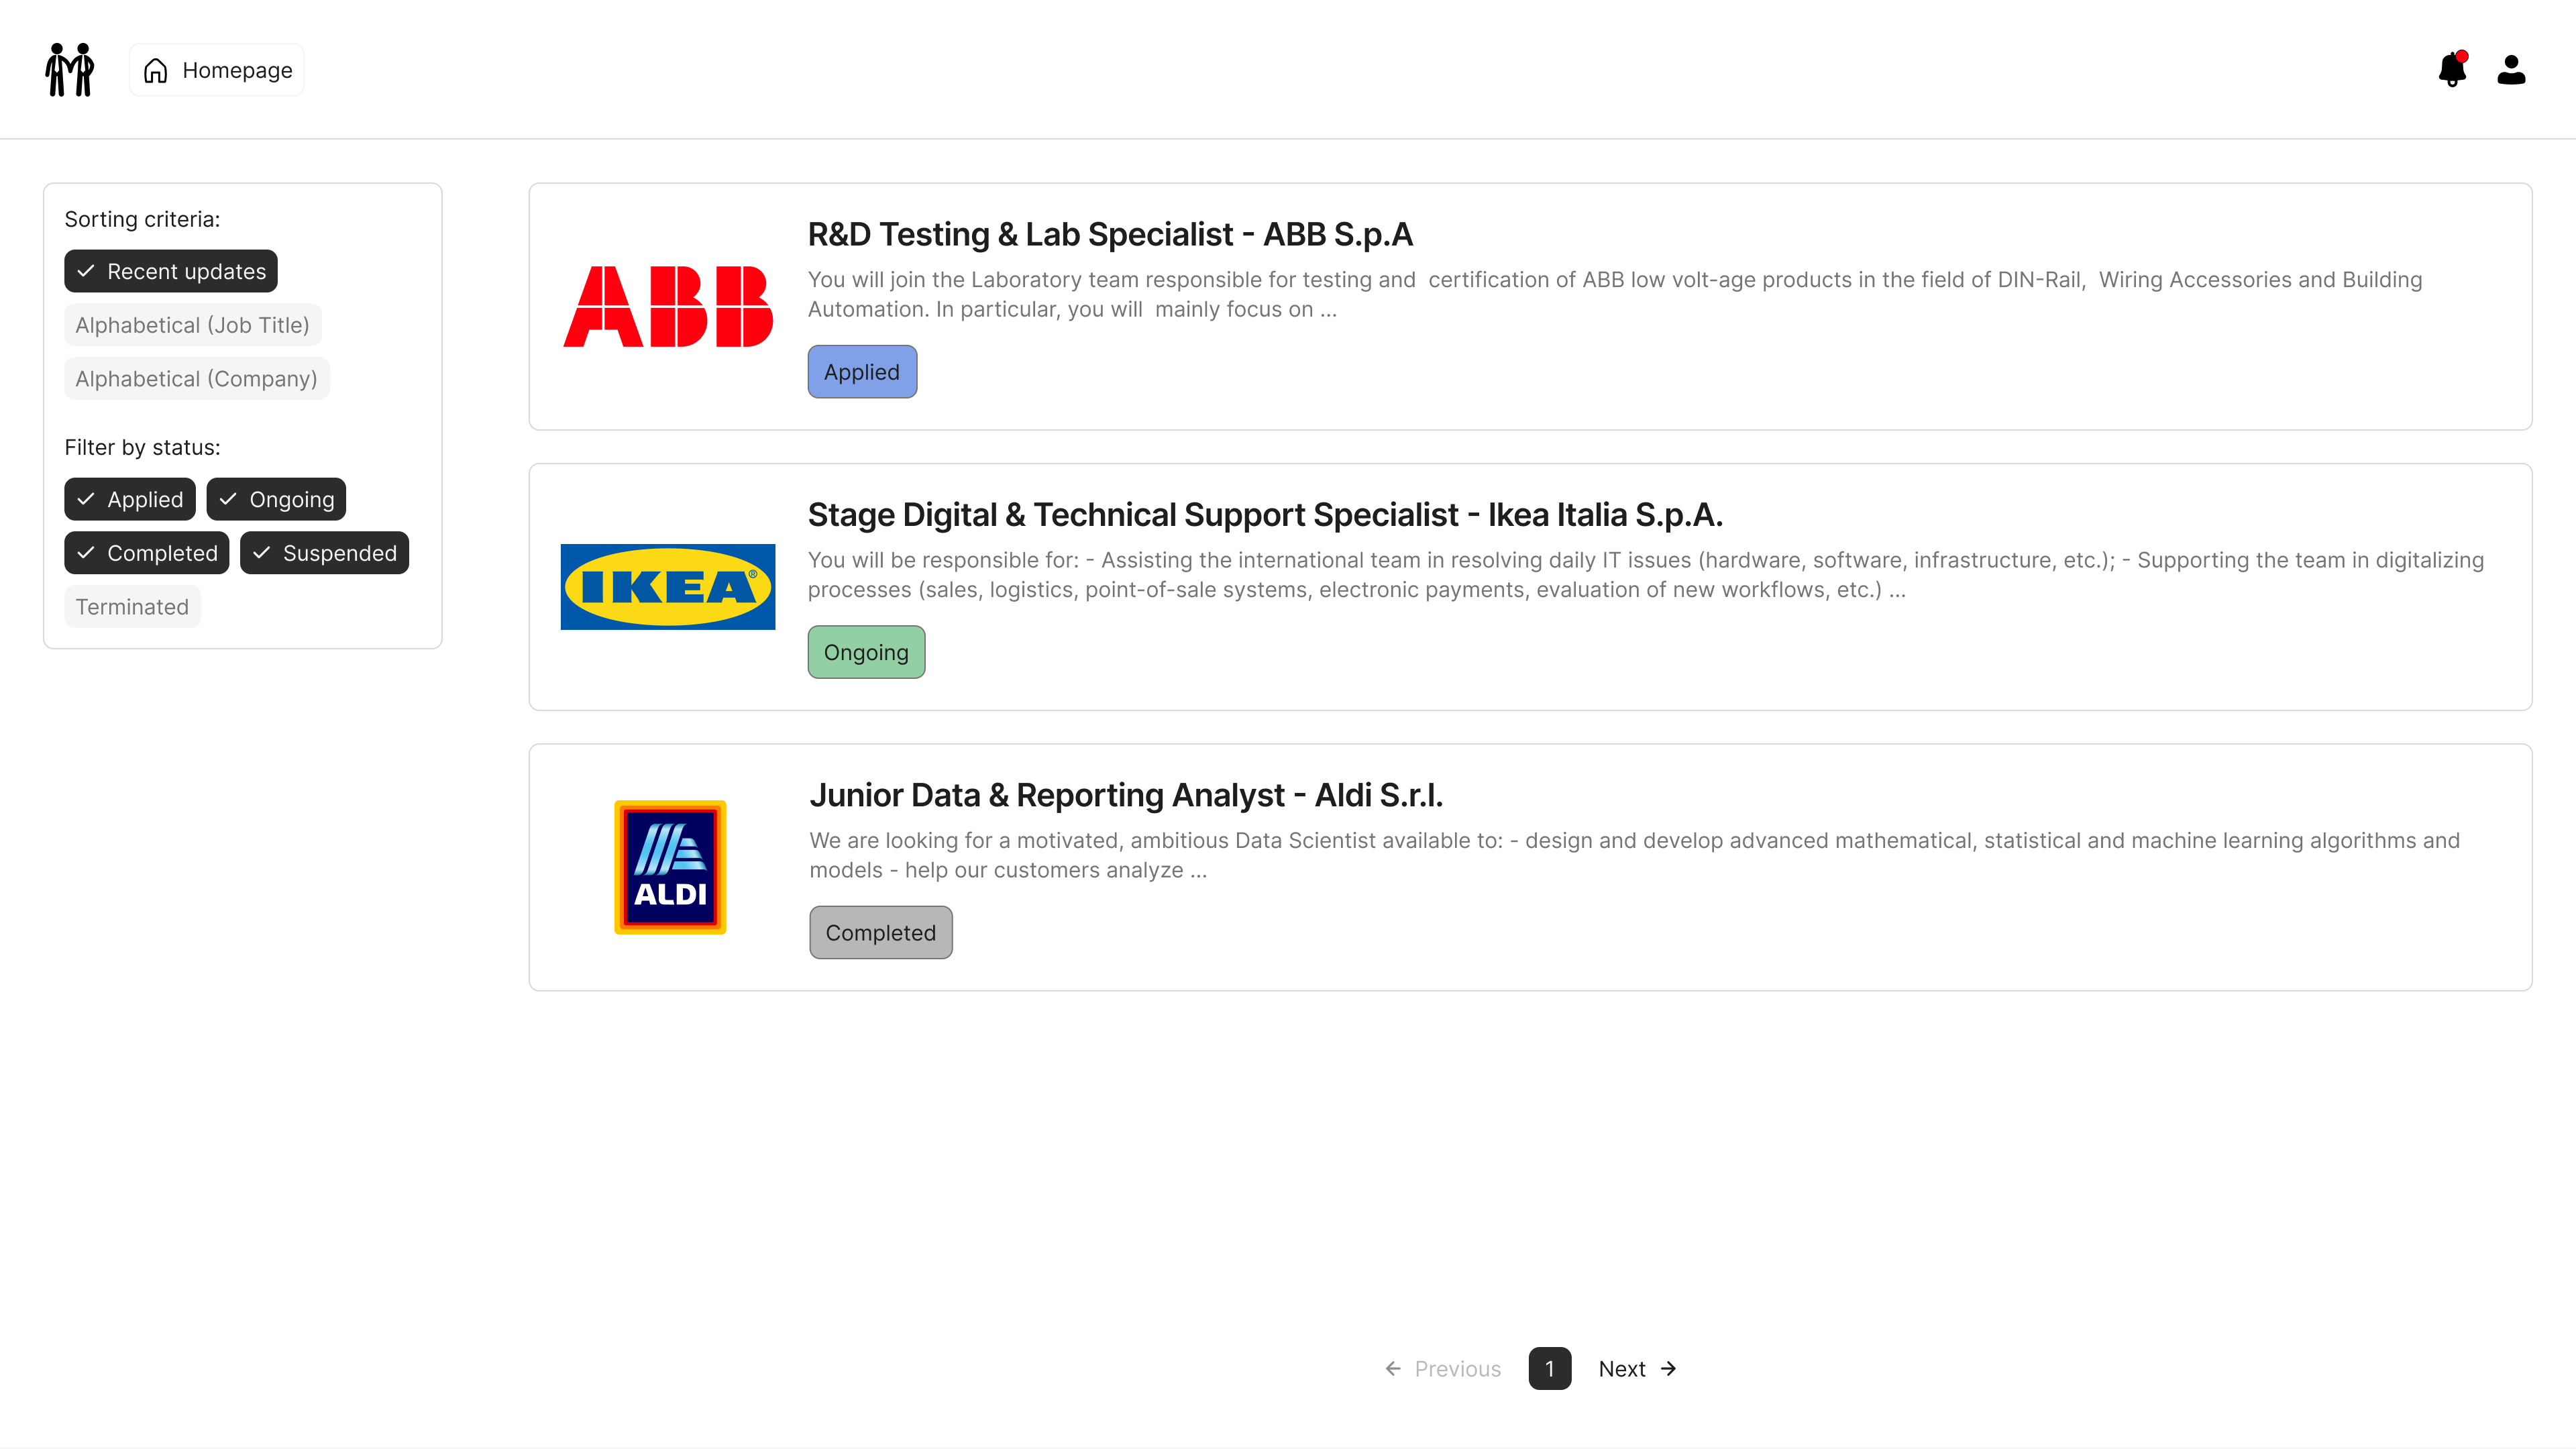 Homepage
Sorting criteria:
Recent updates
Alphabetical (Job Title)
Alphabetical (Company)
Filter by status:
Applied
Ongoing
Completed
Suspended
Terminated
ABB
R&D Testing & Lab Specialist - ABB S.p.A
You will join the Laboratory team responsible for testing and  certification of ABB low volt-age products in the field of DIN-Rail,  Wiring Accessories and Building
Automation. In particular, you will  mainly focus on ...
Applied
IKEA®
Stage Digital & Technical Support Specialist - Ikea Italia S.p.A.
You will be responsible for: - Assisting the international team in resolving daily IT issues (hardware, software, infrastructure, etc.); - Supporting the team in digitalizing
processes (sales, logistics, point-of-sale systems, electronic payments, evaluation of new workflows, etc.) ...
Ongoing
ALDI
Junior Data & Reporting Analyst - Aldi S.r.l.
We are looking for a motivated, ambitious Data Scientist available to: - design and develop advanced mathematical, statistical and machine learning algorithms and
models - help our customers analyze ...
Completed
Previous
1
Next